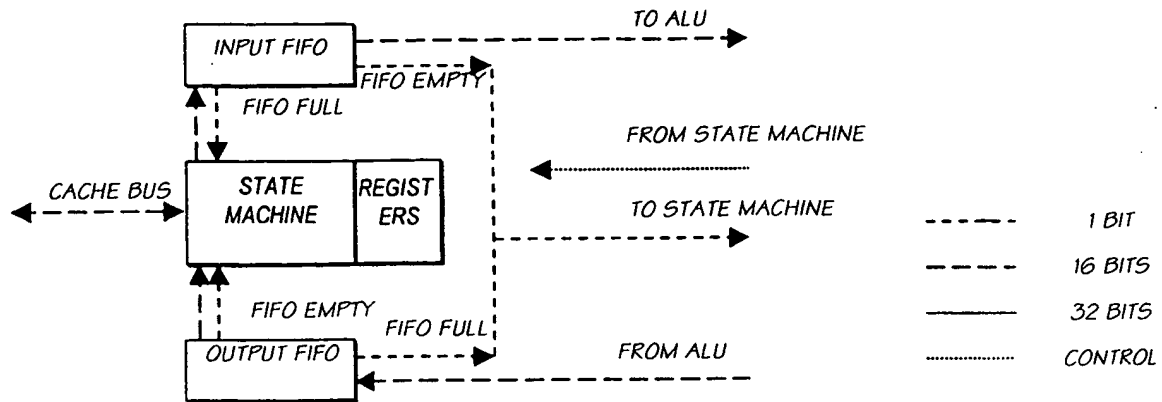 TO ALU
INPUT FIFO
FIFO EMPTY
FIFO FULL
FROM STATE MACHINE
CACHE BUS
STATE
MACHINE
REGIST
ERS
TO STATE MACHINE
1 BIT
16 BITS
FIFO EMPTY
32 BITS
FIFO FULL
OUTPUT FIFO
FROM ALU
CONTROL